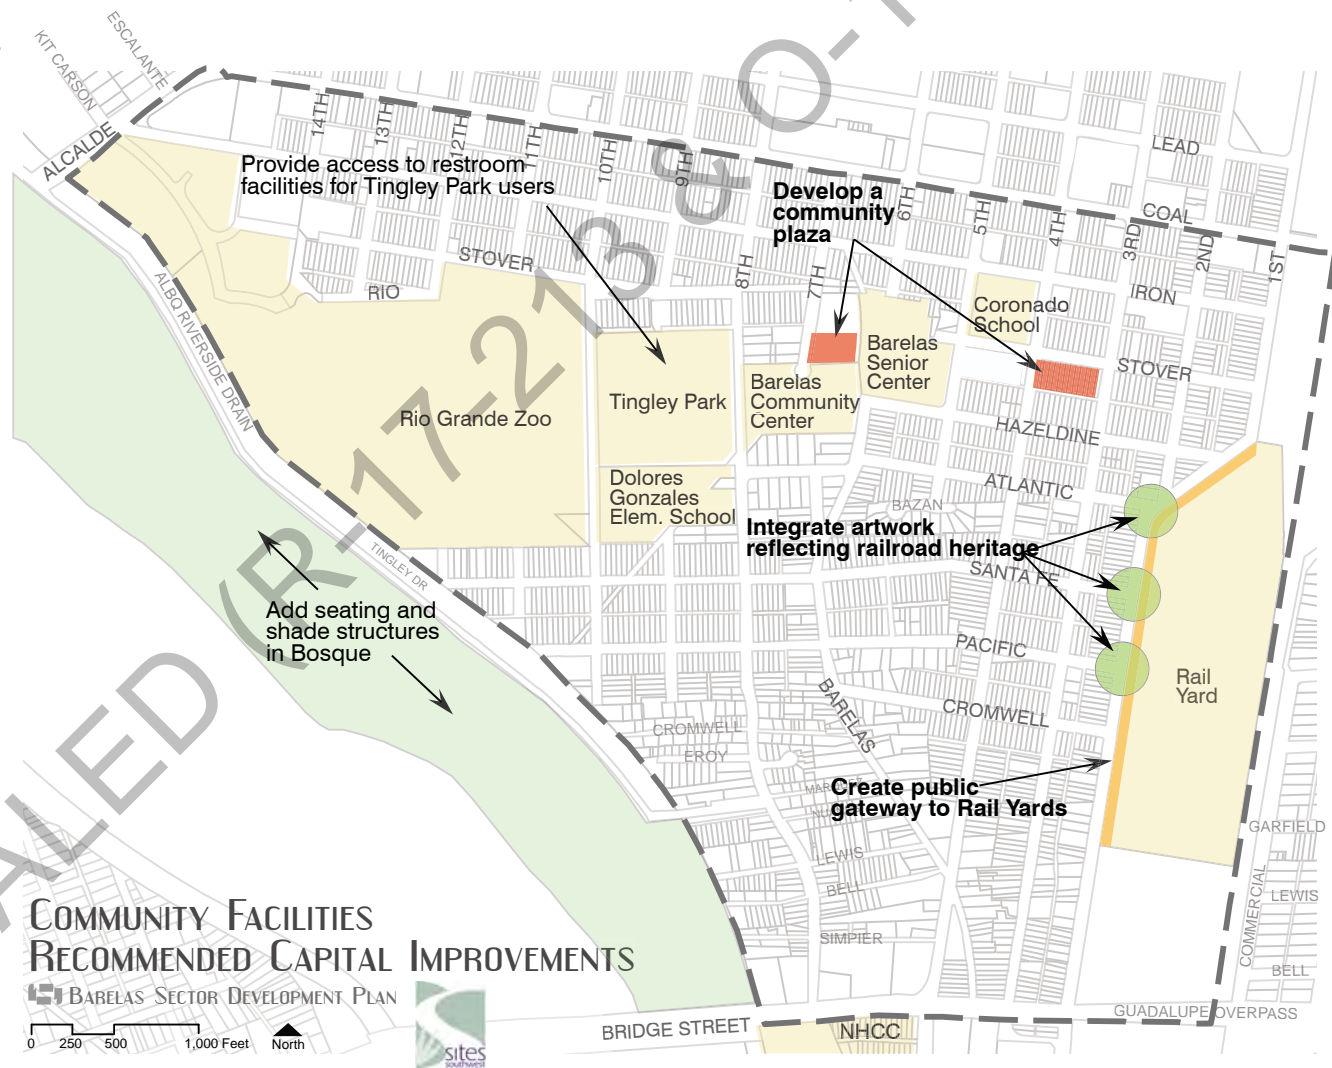 ESCALANTE
KIT CARSON
ALCALDE
14TH
13TH
12TH
11TH
10TH
9TH
8TH
7TH
6TH
5TH
4TH
3RD
2ND
1ST
LEAD
COAL
IRON
STOVER
HAZELDINE
ATLANTIC
BAZAN
SANTA FE
PACIFIC
CROMWELL
Provide access to restroom
facilities for Tingley Park users
Develop a
community
plaza
STOVER
RIO
ALBQ RIVERSIDE DRAIN
Coronado
School
Barelas
Senior
Center
Barelas
Community
Center
Tingley Park
Rio Grande Zoo
Dolores
Gonzales
Elem. School
Integrate artwork
reflecting railroad heritage
TINGLEY DR
Add seating and
shade structures
in Bosque
Rail
Yard
BARELAS
CROMWELL
EROY
Create public
gateway to Rail Yards
LEWIS
BELL
SIMPIER
GARFIELD
LEWIS
COMMERCIAL
BELL
GUADALUPE OVERPASS
BRIDGE STREET
NHCC
COMMUNITY FACILITIES
RECOMMENDED CAPITAL IMPROVEMENTS
BARELAS SECTOR DEVELOPMENT PLAN
0 250 500 1,000 Feet
North
sites
southwest
ALED (R-17-213 & O-1